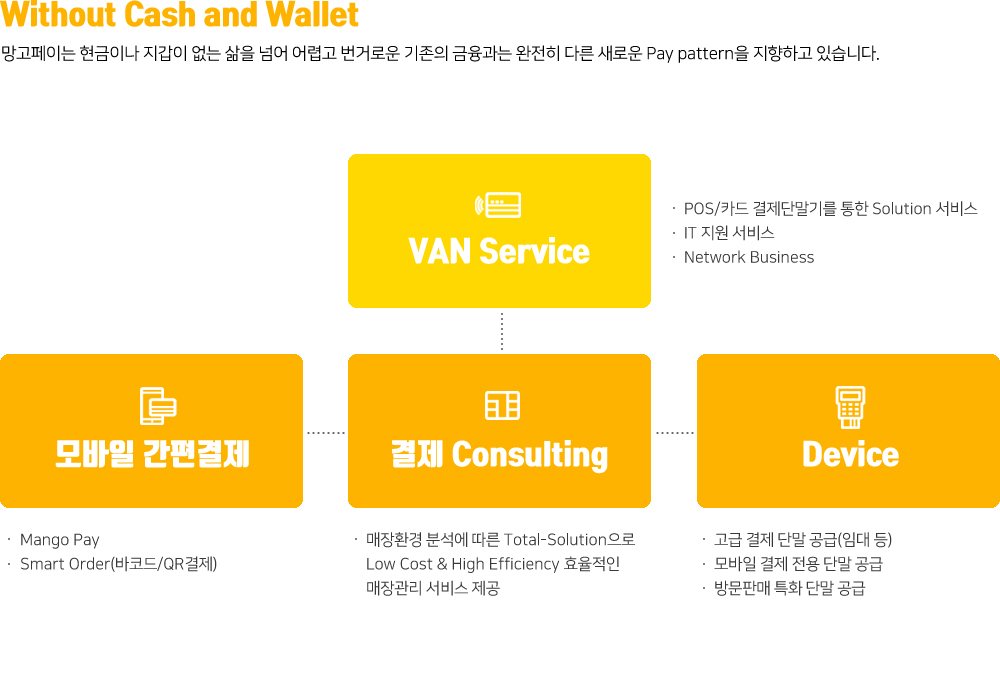 Without Cash and Wallet
망고페이는 현금이나 지갑이 없는 삶을 넘어 어렵고 번거로운 기존의 금융과는 완전히 다른 새로운 Pay pattern을 지향하고 있습니다.
VAN Service
· POS/카드 결제단말기를 통한 Solution 서비스
· IT 지원 서비스
· Network Business
모바일 간편결제
· Mango Pay
· Smart Order(바코드/QR결제)
결제 Consulting
· 매장환경 분석에 따른 Total-Solution으로
Low Cost & High Efficiency 효율적인
매장관리 서비스 제공
Device
· 고급 결제 단말 공급(임대 등)
· 모바일 결제 전용 단말 공급
· 방문판매 특화 단말 공급